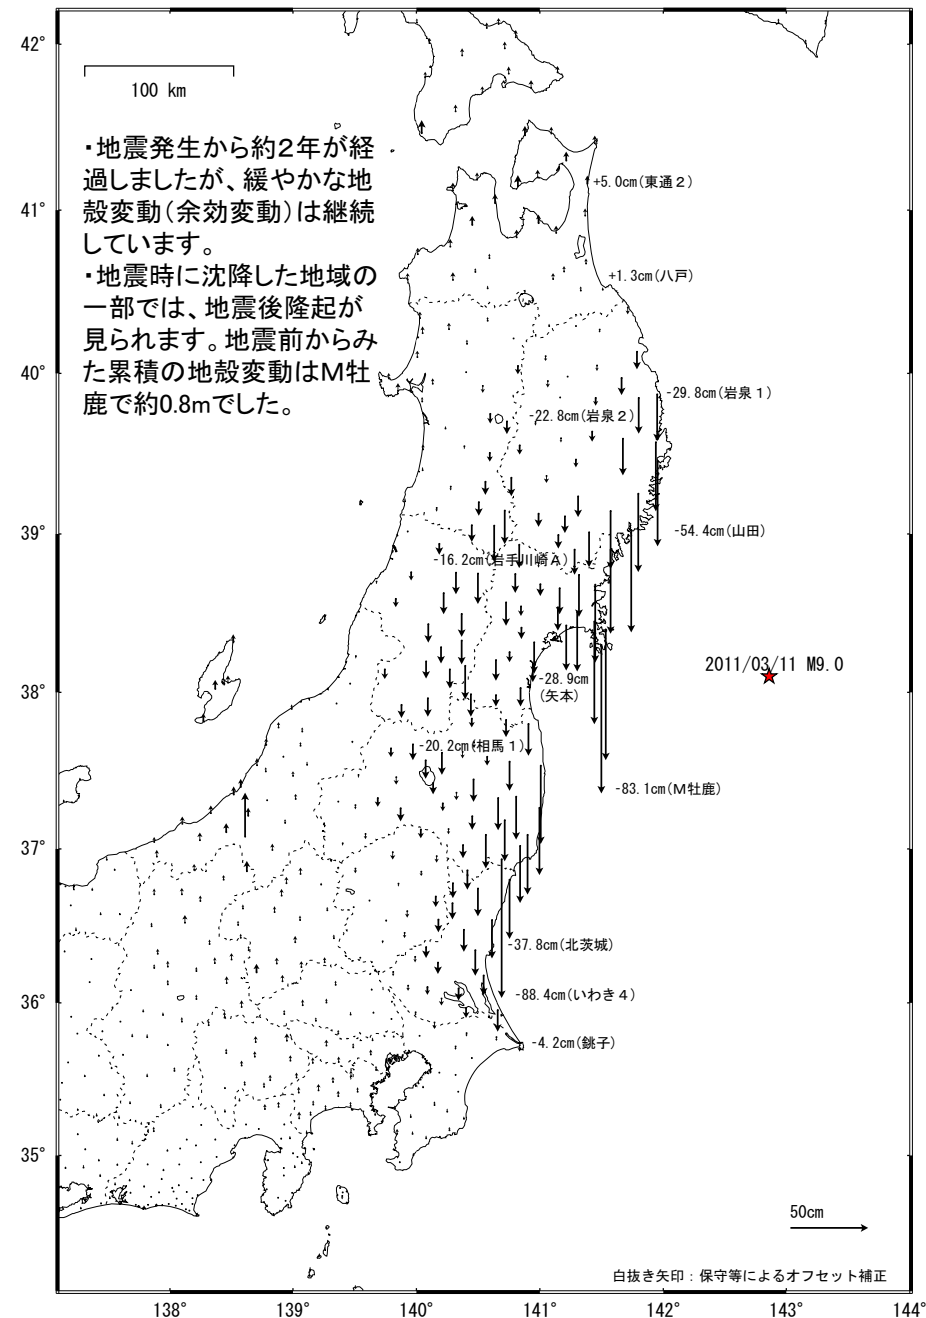 42°
100 km
・地震発生から約2年が経
過しましたが、緩やかな地
殻変動(余効変動)は継続
しています。
・地震時に沈降した地域の
一部では、地震後隆起が
見られます。地震前からみ
た累積の地殻変動はM牡
鹿で約0.8mでした。
+5.0cm(東通2)
41°
+1.3cm(八戸)
40°
-29.8cm(岩泉1)
-22.8cm(岩泉2)
39°
-54.4cm(山田)
-16.2cm(岩手川崎A)
2011/03/11 M9.0
38°
-28.9cm
(矢本)
-20.2cm(相馬1)
-83.1cm(M牡鹿)
37°
-37.8cm(北茨城)
36°
-88.4cm(いわき4)
-4.2cm(銚子)
35°
50cm
白抜き矢印：保守等によるオフセット補正
138°
139°
140°
141°
142°
143°
144°